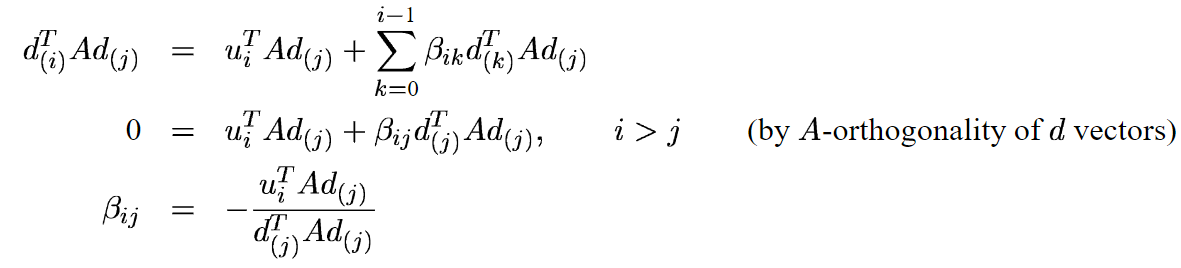 $d_{(i)}^T A d_{(j)} = u_i^T A d_{(j)} + \sum_{k=0}^{i-1} \beta_{ik} d_{(k)}^T A d_{(j)}$
$0 = u_i^T A d_{(j)} + \beta_{ij} d_{(j)}^T A d_{(j)}, \quad i > j$ (by $A$-orthogonality of $d$ vectors)
$\beta_{ij} = -\frac{u_i^T A d_{(j)}}{d_{(j)}^T A d_{(j)}}$